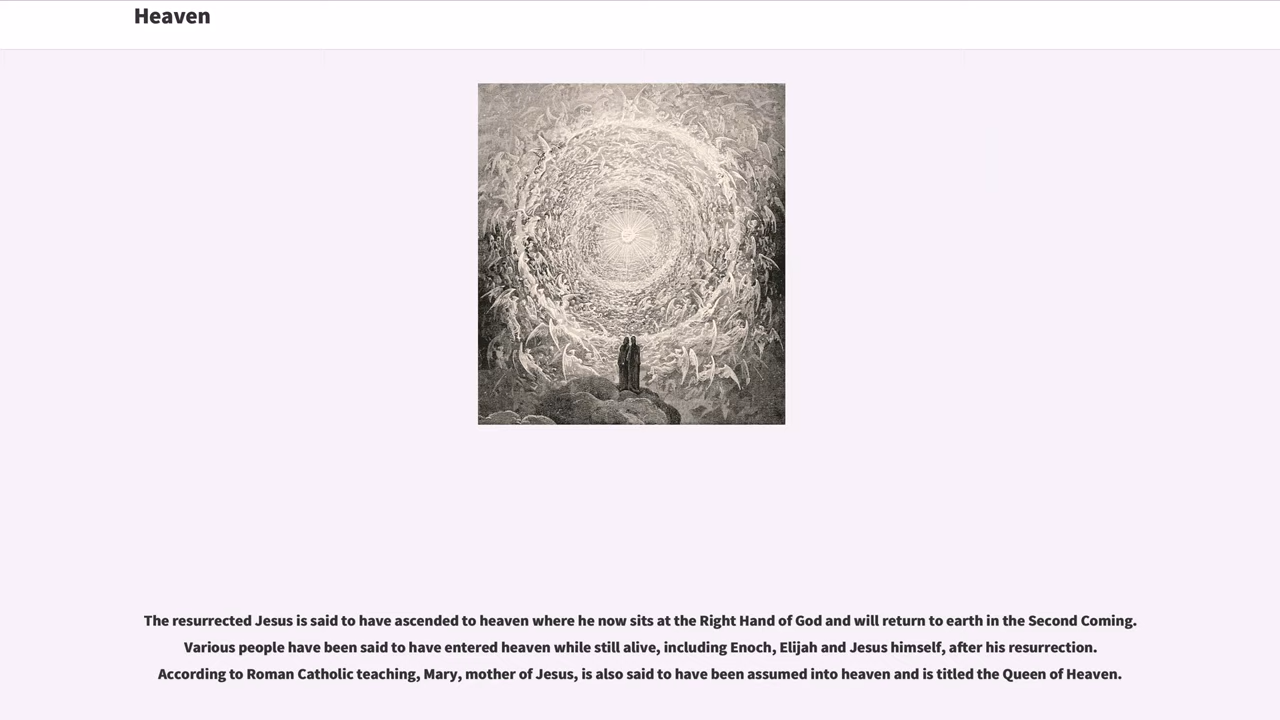 Heaven
The resurrected Jesus is said to have ascended to heaven where he now sits at the Right Hand of God and will return to earth in the Second Coming.
Various people have been said to have entered heaven while still alive, including Enoch, Elijah and Jesus himself, after his resurrection.
According to Roman Catholic teaching, Mary, mother of Jesus, is also said to have been assumed into heaven and is titled the Queen of Heaven.